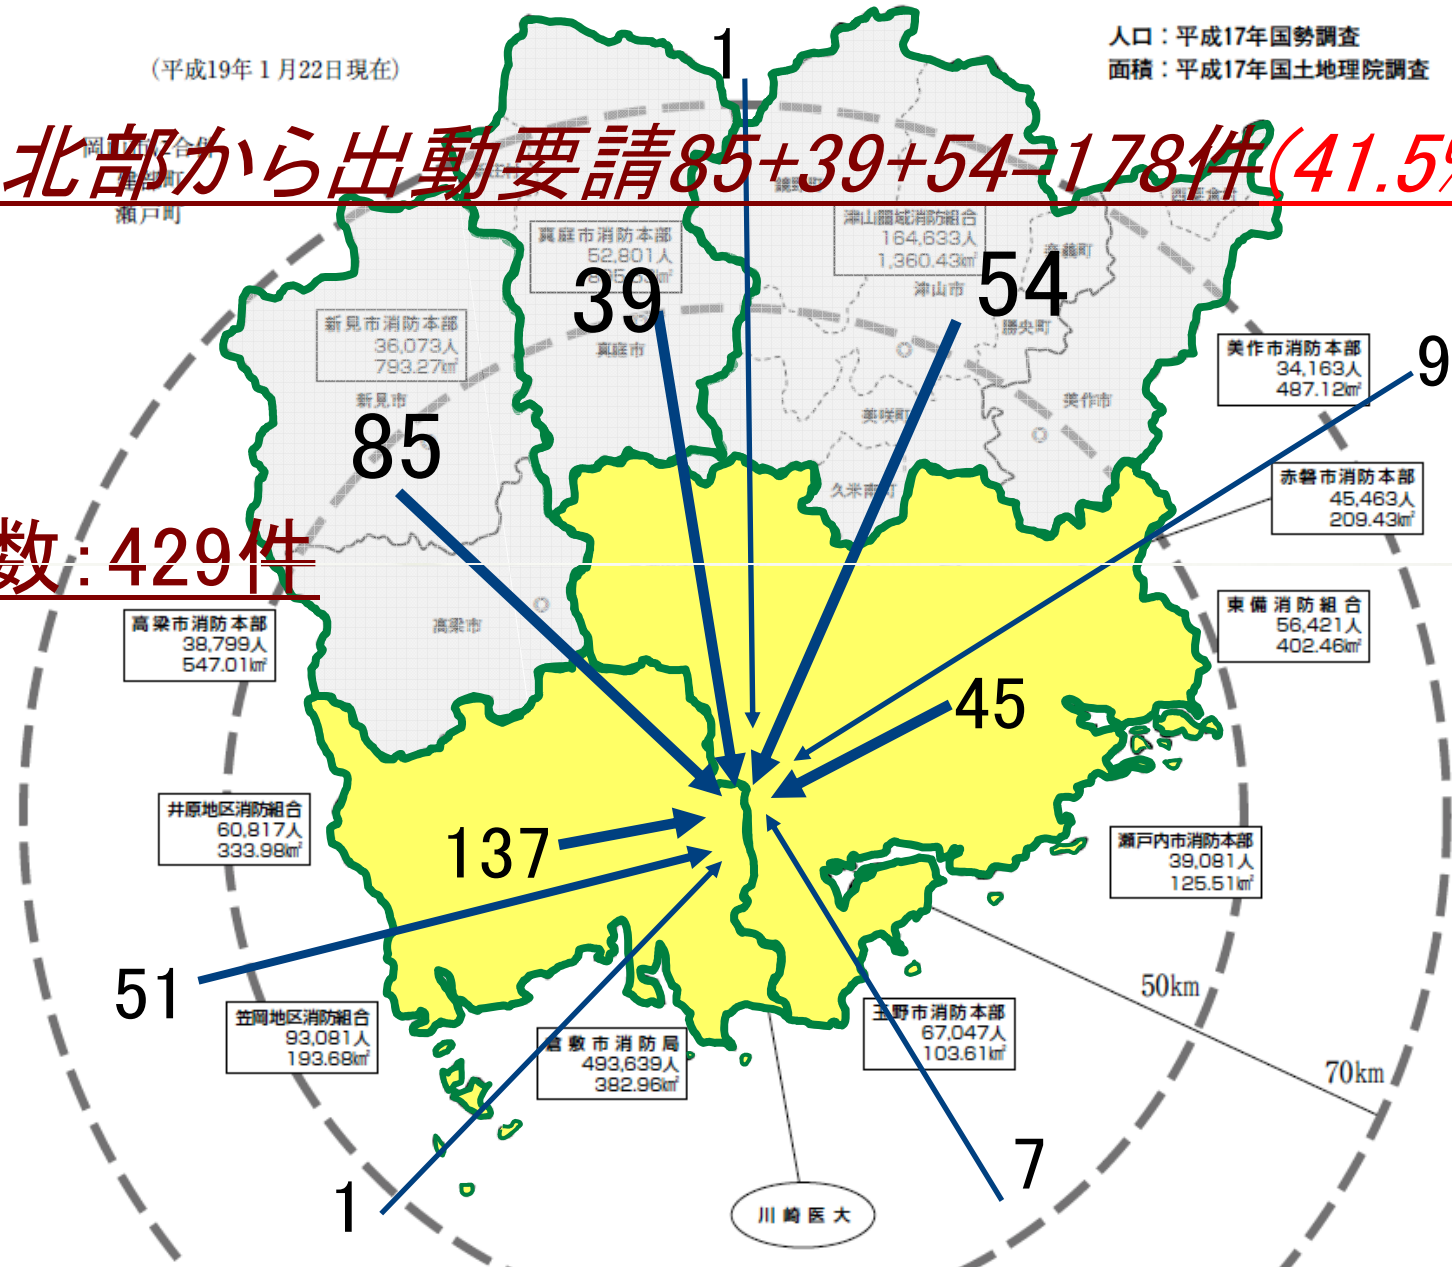 1
人口：平成17年国勢調査
面積：平成17年国土地理院調査
(平成19年１月22日現在)
北部から出動要請85+39+54=178件(41.5%
瀬戸町
真庭市消防本部
52,801人
津山圏域消防組合
164,633人
1,360.43㎢
奈義町
39
54
津山市
勝央町
新見市消防本部
36,073人
793.27㎢
真庭市
美作市消防本部
34,163人
487.12㎢
9
新見市
美咲町
美作市
85
久米南町
赤磐市消防本部
45,463人
209.43㎢
数：429件
高梁市消防本部
38,799人
547.01㎢
高梁市
東備消防組合
56,421人
402.46㎢
45
井原地区消防組合
60,817人
333.98㎢
137
瀬戸内市消防本部
39,081人
125.51㎢
51
笠岡地区消防組合
93,081人
193.68㎢
倉敷市消防局
493,639人
382.96㎢
玉野市消防本部
67,047人
103.61㎢
50km
70km
1
7
川崎医大